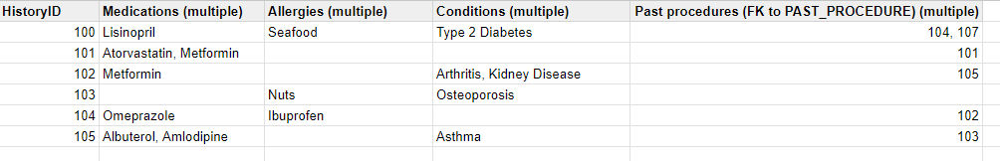 HistoryID Medications (multiple) Allergies (multiple) Conditions (multiple) Past procedures (FK to PAST_PROCEDURE) (multiple)
100 Lisinopril Seafood Type 2 Diabetes 104, 107
101 Atorvastatin, Metformin 101
102 Metformin Arthritis, Kidney Disease 105
103 Nuts Osteoporosis
104 Omeprazole Ibuprofen 102
105 Albuterol, Amlodipine Asthma 103